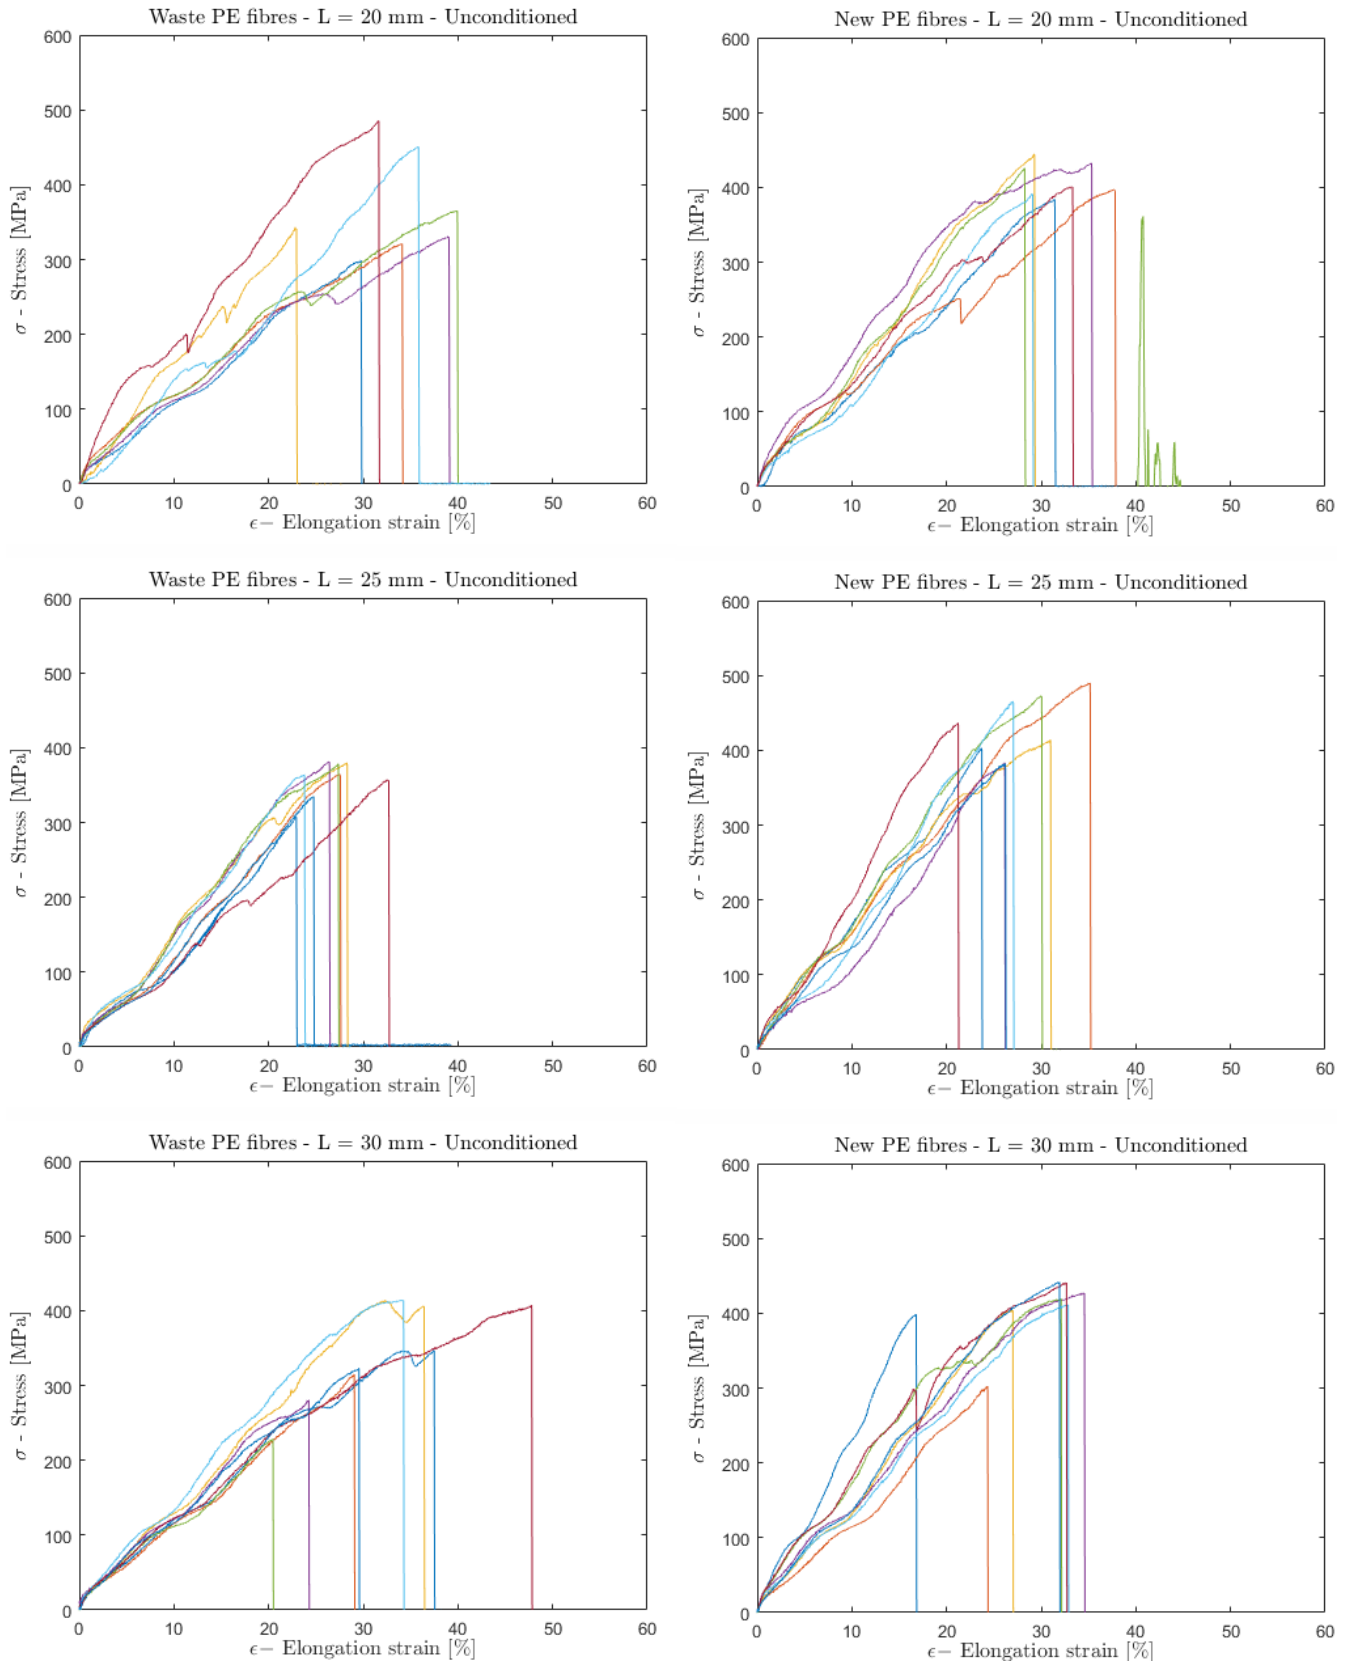 Waste PE fibres - L = 20 mm - Unconditioned
600
500
400
300
200
100
0
σ - Stress [MPa]
0 10 20 30 40 50 60
ϵ− Elongation strain [%]
New PE fibres - L = 20 mm - Unconditioned
600
500
400
300
200
100
0
σ - Stress [MPa]
0 10 20 30 40 50 60
ϵ− Elongation strain [%]
Waste PE fibres - L = 25 mm - Unconditioned
600
500
400
300
200
100
0
σ - Stress [MPa]
0 10 20 30 40 50 60
ϵ− Elongation strain [%]
New PE fibres - L = 25 mm - Unconditioned
600
500
400
300
200
100
0
σ - Stress [MPa]
0 10 20 30 40 50 60
ϵ− Elongation strain [%]
Waste PE fibres - L = 30 mm - Unconditioned
600
500
400
300
200
100
0
σ - Stress [MPa]
0 10 20 30 40 50 60
ϵ− Elongation strain [%]
New PE fibres - L = 30 mm - Unconditioned
600
500
400
300
200
100
0
σ - Stress [MPa]
0 10 20 30 40 50 60
ϵ− Elongation strain [%]